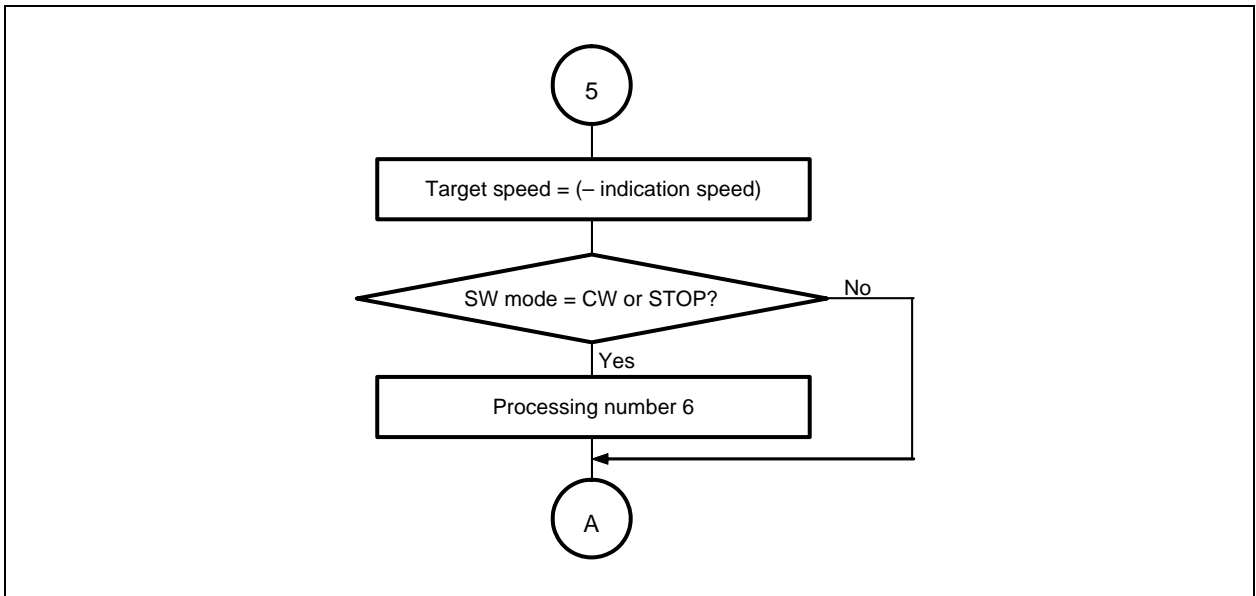 5
Target speed = (– indication speed)
SW mode = CW or STOP?
No
Yes
Processing number 6
A